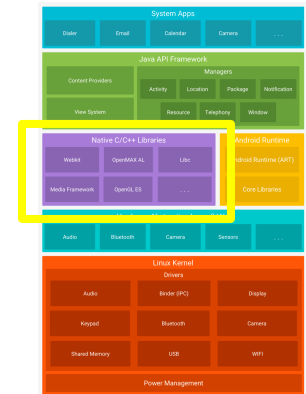 System Apps
Dialer Email Calendar Camera ...
Java API Framework
Managers
Content Providers
Activity Location Package Notification
View System
Resource Telephony Window
Native C/C++ Libraries
Android Runtime
Webkit OpenMAX AL Libc
Android Runtime (ART)
Media Framework OpenGL ES ...
Core Libraries
Audio Bluetooth Camera Sensors ...
Linux Kernel
Drivers
Audio Binder (IPC) Display
Keypad Bluetooth Camera
Shared Memory USB WIFI
Power Management